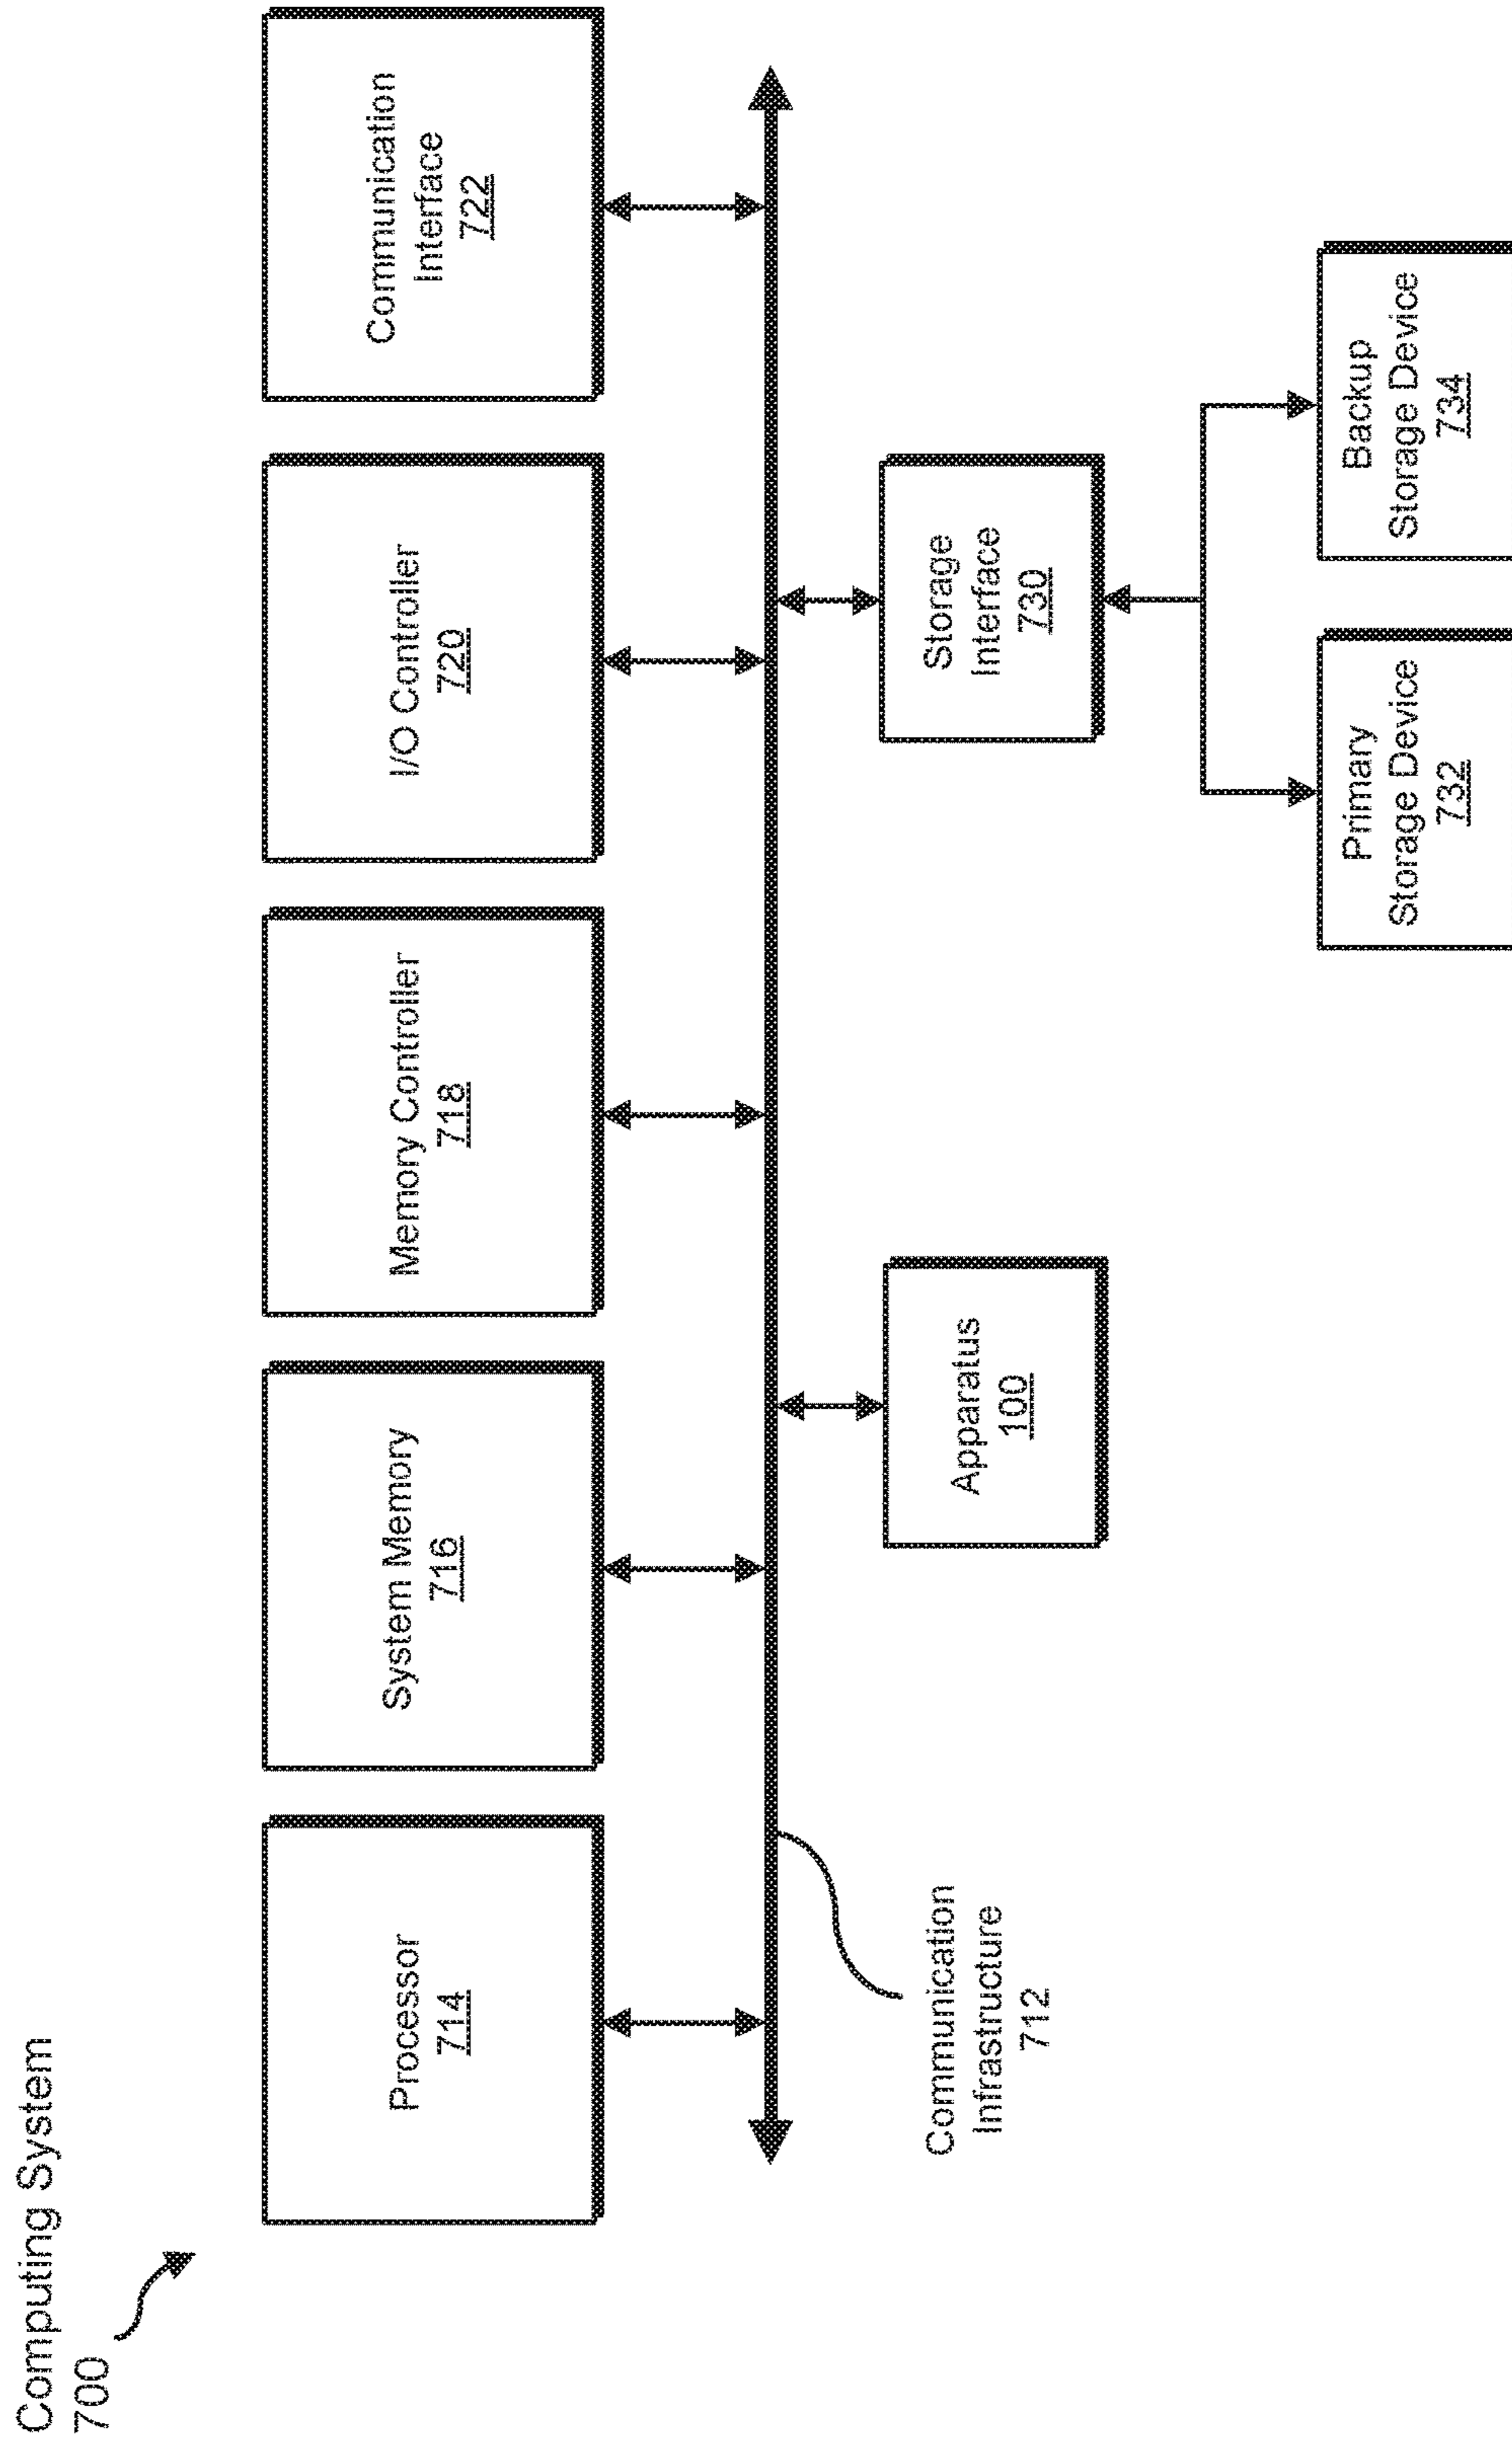 Computing System
700
Processor
714
System Memory
716
Memory Controller
718
I/O Controller
720
Communication
Interface
722
Communication
Infrastructure
712
Apparatus
100
Storage
Interface
730
Primary
Storage Device
732
Backup
Storage Device
734